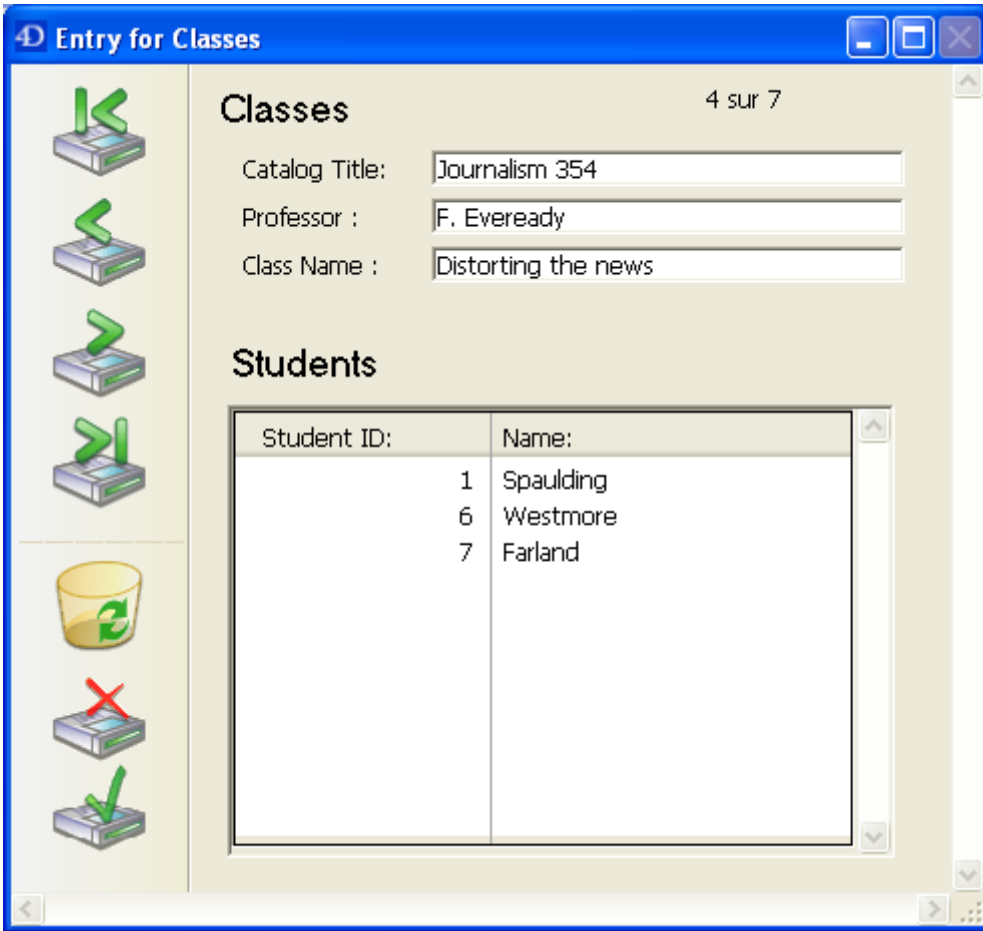 4D Entry for Classes
Classes
4 sur 7
Catalog Title:
Journalism 354
Professor :
F. Eveready
Class Name :
Distorting the news
Students
Student ID: Name:
1 Spaulding
6 Westmore
7 Farland